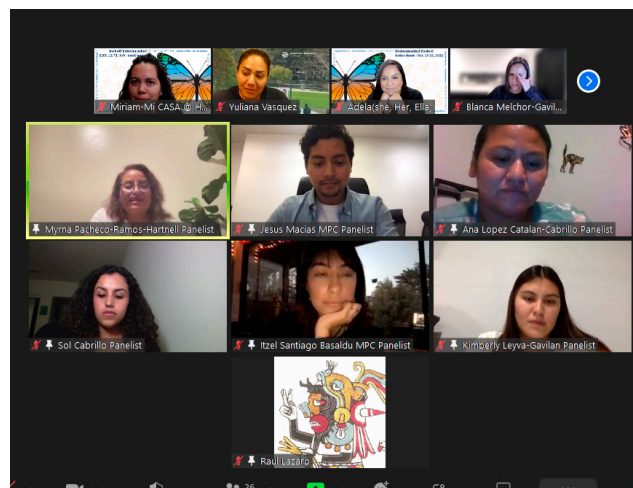 Miriam-Mi CASA @ H...
Yuliana Vasquez
Adela(she, Her, Ella)
Blanca Melchor-Gavil...
Myrna Pacheco-Ramos-Hartnell Panelist
Jesus Macias MPC Panelist
Ana Lopez Catalan-Cabrillo Panelist
Sol Cabrillo Panelist
Itzel Santiago Basaldu MPC Panelist
Kimberly Leyva-Gavilan Panelist
Raul Lazaro
26